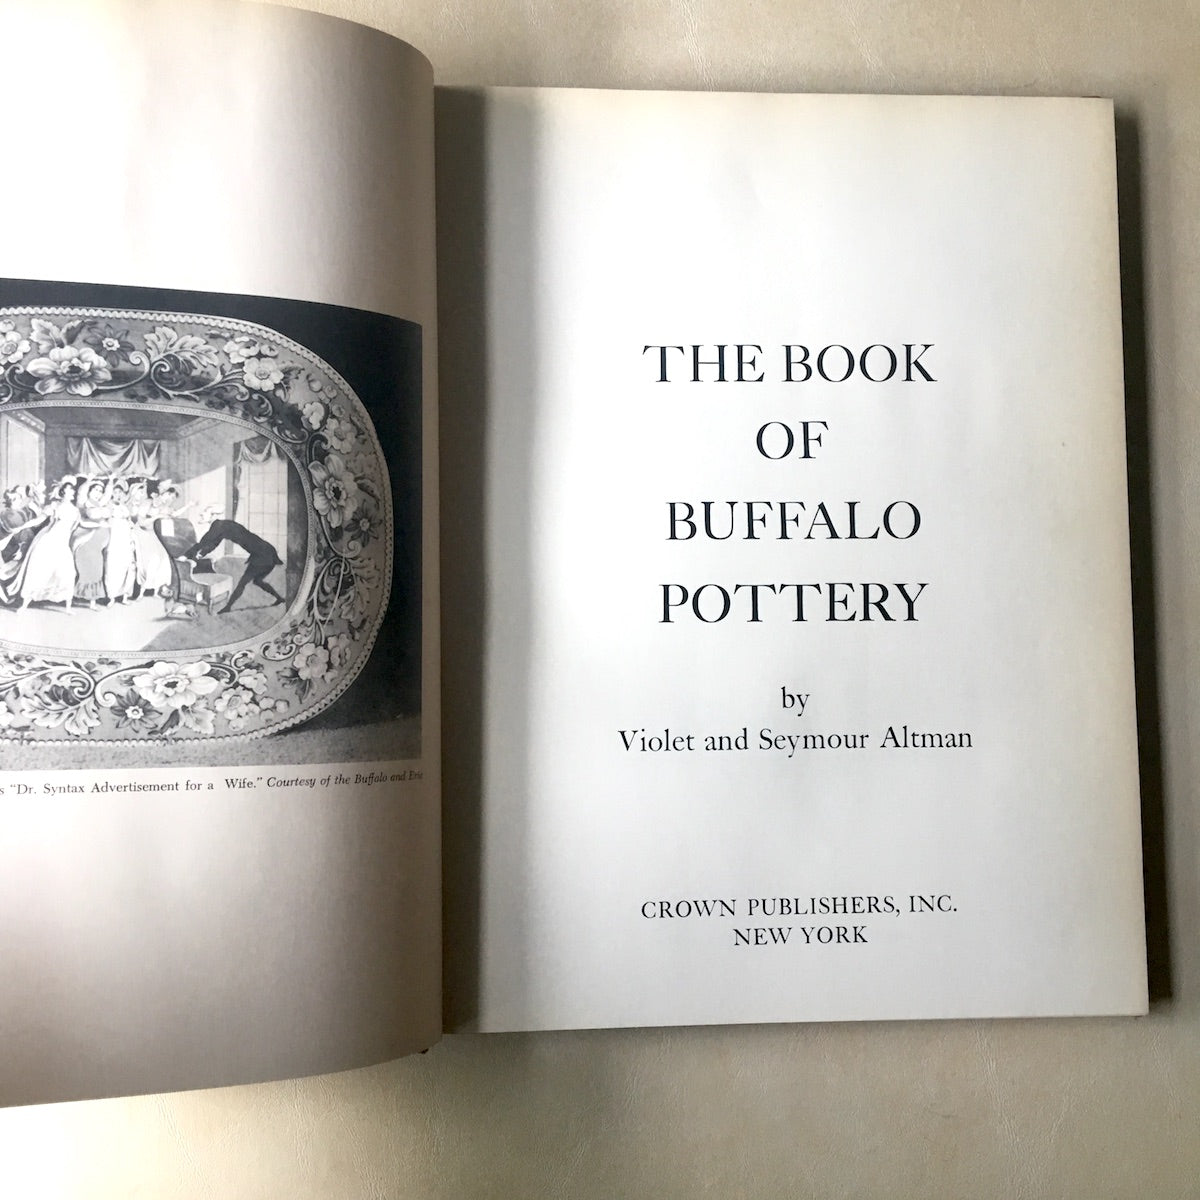 s “Dr. Syntax Advertisement for a Wife.” Courtesy of the Buffalo and Erie
THE BOOK
OF
BUFFALO
POTTERY
by
Violet and Seymour Altman
CROWN PUBLISHERS, INC.
NEW YORK